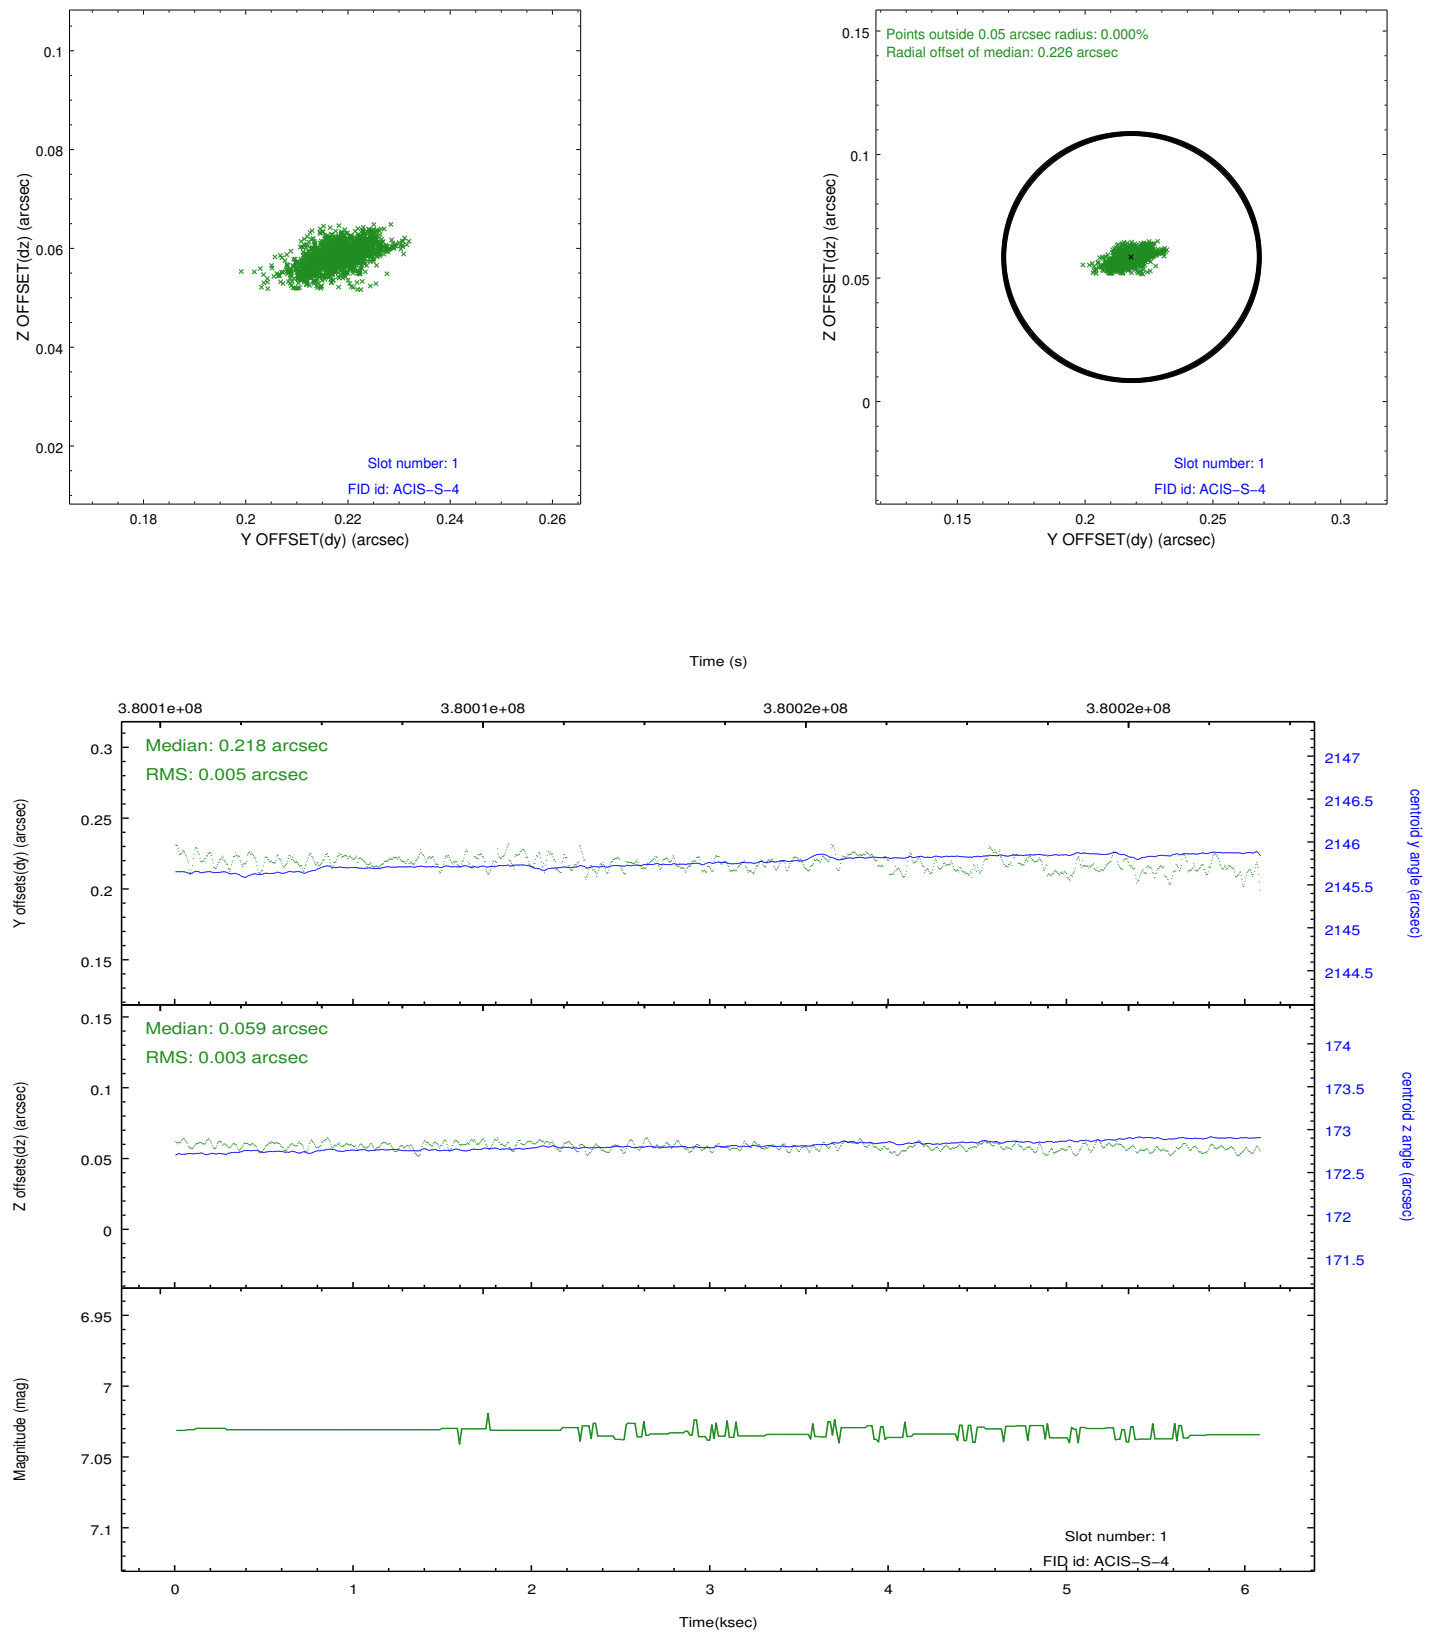 0.1
0.08
0.06
0.04
0.02
Z OFFSET(dz) (arcsec)
Slot number: 1
FID id: ACIS−S−4
0.18
0.2
0.22
0.24
0.26
Y OFFSET(dy) (arcsec)
Points outside 0.05 arcsec radius: 0.000%
Radial offset of median: 0.226 arcsec
0.15
0.1
0.05
0
Z OFFSET(dz) (arcsec)
Slot number: 1
FID id: ACIS−S−4
0.15
0.2
0.25
0.3
Y OFFSET(dy) (arcsec)
Time (s)
3.8001e+08
3.8001e+08
3.8002e+08
3.8002e+08
Median: 0.218 arcsec
RMS: 0.005 arcsec
0.3
0.25
0.2
0.15
Y offsets(dy) (arcsec)
2147
2146.5
2146
2145.5
2145
2144.5
centroid y angle (arcsec)
Median: 0.059 arcsec
RMS: 0.003 arcsec
0.15
0.1
0.05
0
Z offsets(dz) (arcsec)
174
173.5
173
172.5
172
171.5
centroid z angle (arcsec)
6.95
7
7.05
7.1
Magnitude (mag)
Slot number: 1
FID id: ACIS−S−4
0
1
2
3
4
5
6
Time(ksec)